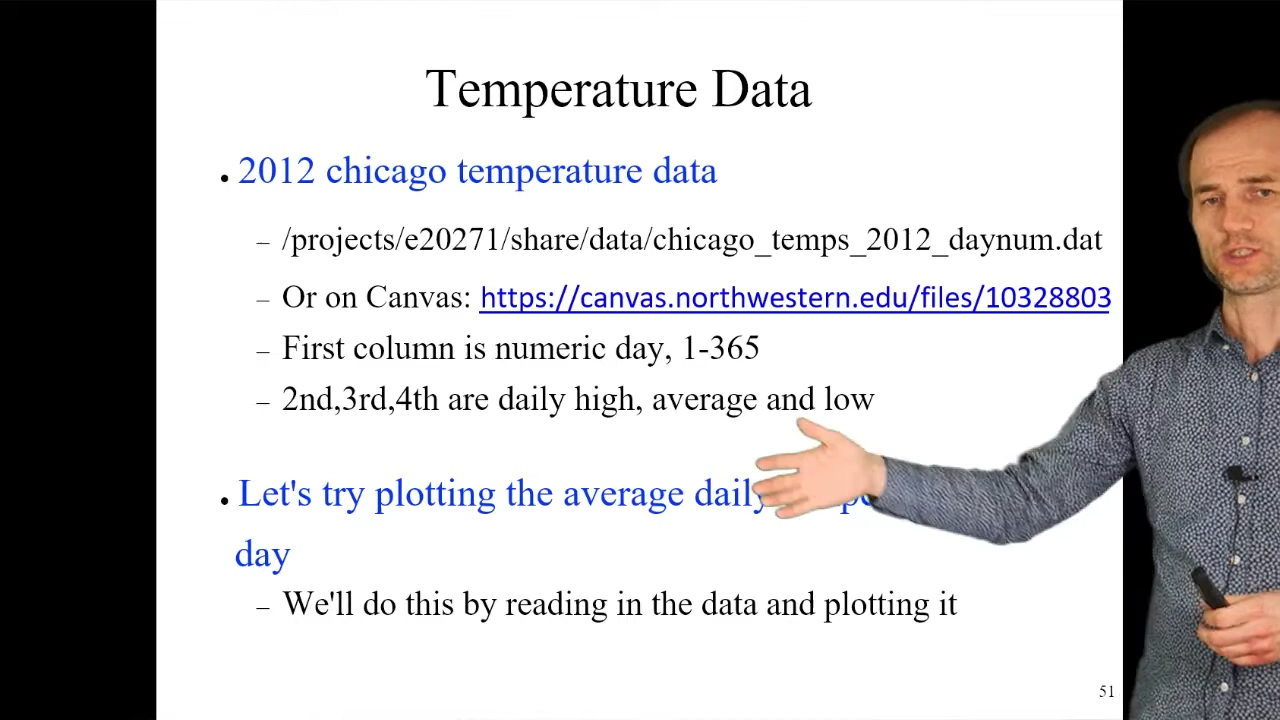 Temperature Data
• 2012 chicago temperature data
– /projects/e20271/share/data/chicago_temps_2012_daynum.dat
– Or on Canvas: https://canvas.northwestern.edu/files/10328803
– First column is numeric day, 1-365
– 2nd,3rd,4th are daily high, average and low
• Let's try plotting the average daily
day
– We'll do this by reading in the data and plotting it
51